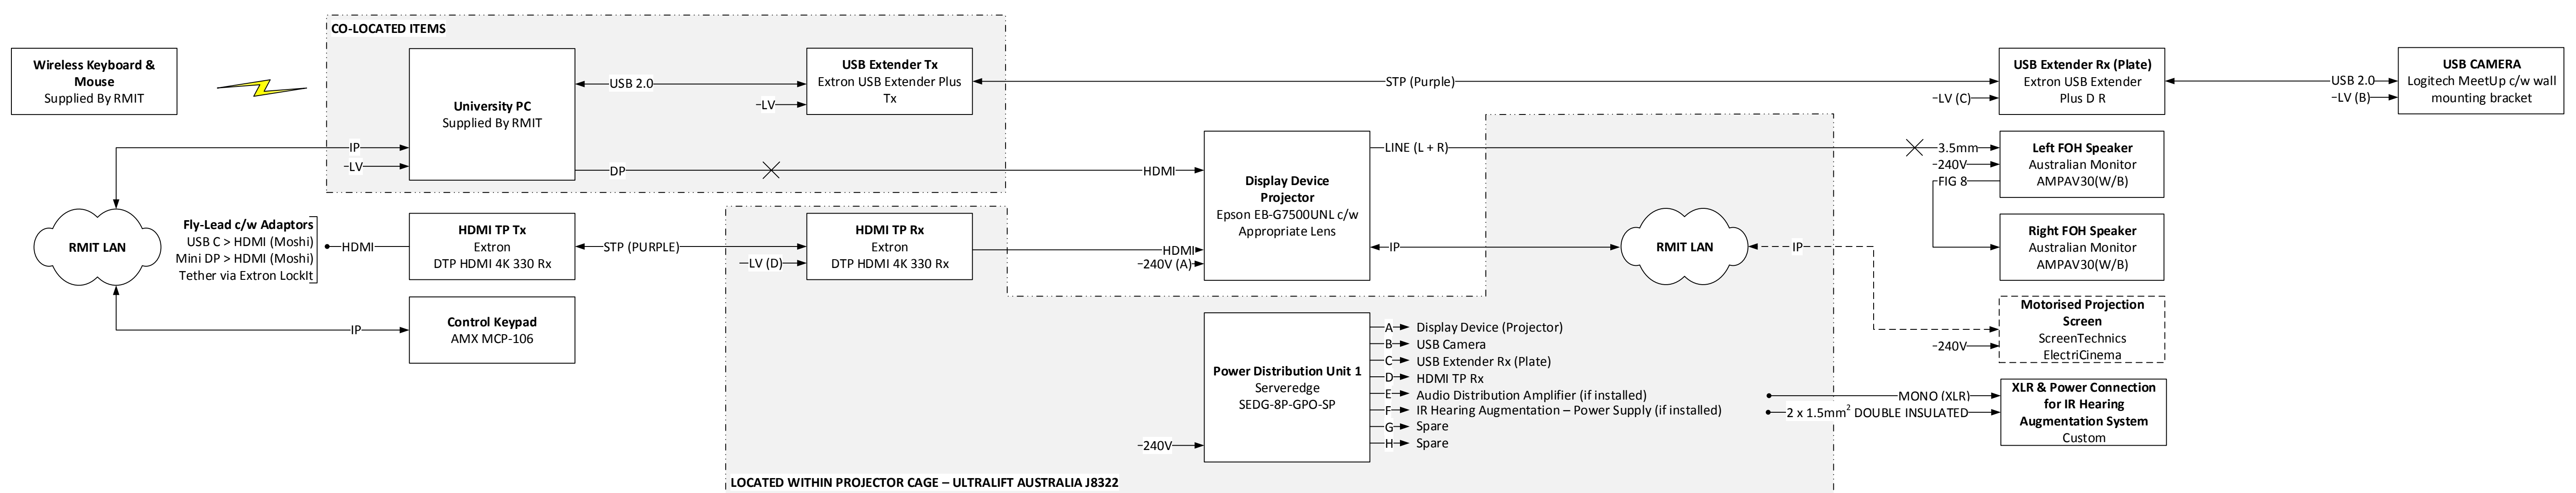 CO-LOCATED ITEMS
Wireless Keyboard &
Mouse
Supplied By RMIT
University PC
Supplied By RMIT
USB 2.0
USB Extender Tx
Extron USB Extender Plus
Tx
~LV
STP (Purple)
USB Extender Rx (Plate)
Extron USB Extender
Plus D R
~LV (C)
USB 2.0
~LV (B)
USB CAMERA
Logitech MeetUp c/w wall
mounting bracket
IP
~LV
DP
HDMI
Display Device
Projector
Epson EB-G7500UNL c/w
Appropriate Lens
LINE (L + R)
3.5mm
~240V
FIG 8
Left FOH Speaker
Australian Monitor
AMPAV30(W/B)
RMIT LAN
Fly-Lead c/w Adaptors
USB C > HDMI (Moshi)
Mini DP > HDMI (Moshi)
Tether via Extron LockIt
HDMI
HDMI TP Tx
Extron
DTP HDMI 4K 330 Rx
STP (PURPLE)
~LV (D)
HDMI TP Rx
Extron
DTP HDMI 4K 330 Rx
HDMI
~240V (A)
IP
RMIT LAN
IP
Right FOH Speaker
Australian Monitor
AMPAV30(W/B)
IP
Control Keypad
AMX MCP-106
Motorised Projection
Screen
ScreenTechnics
ElectriCinema
~240V
Power Distribution Unit 1
Serveredge
SEDG-8P-GPO-SP
~240V
A Display Device (Projector)
B USB Camera
C USB Extender Rx (Plate)
D HDMI TP Rx
E Audio Distribution Amplifier (if installed)
F IR Hearing Augmentation – Power Supply (if installed)
G Spare
H Spare
MONO (XLR)
2 x 1.5mm² DOUBLE INSULATED
XLR & Power Connection
for IR Hearing
Augmentation System
Custom
LOCATED WITHIN PROJECTOR CAGE – ULTRALIFT AUSTRALIA J8322